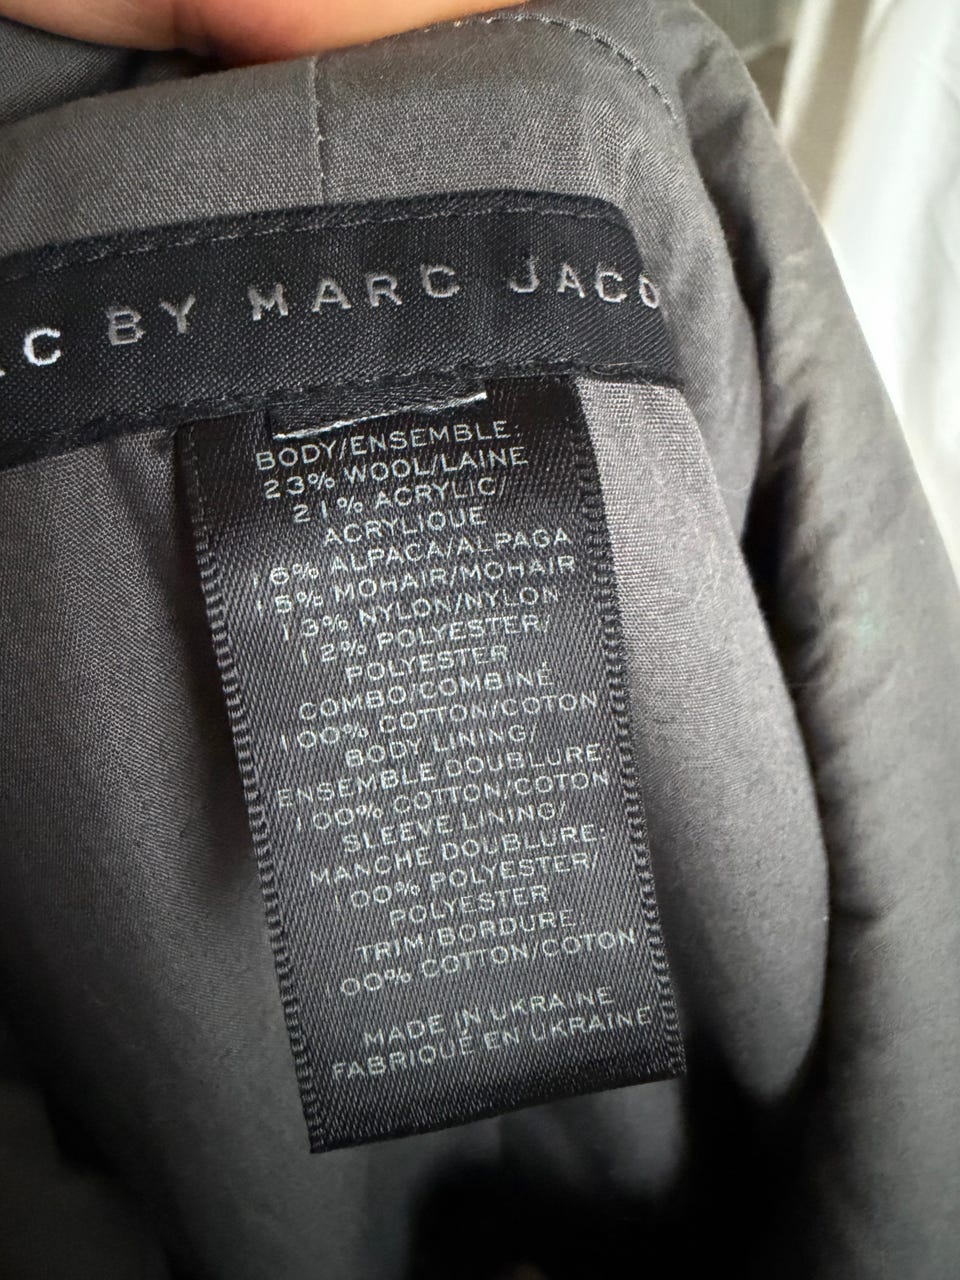 C BY MARC JACO
BODY/ENSEMBLE:
23% WOOL/LAINE
21% ACRYLIC/
ACRYLIQUE
16% ALPACA/ALPAGA
15% MOHAIR/MOHAIR
13% NYLON/NYLON
12% POLYESTER/
POLYESTER
COMBO/COMBINÉ
100% COTTON/COTON
BODY LINING/
ENSEMBLE DOUBLURE:
100% COTTON/COTON
SLEEVE LINING/
MANCHE DOUBLURE:
100% POLYESTER/
POLYESTER
TRIM/BORDURE:
100% COTTON/COTON
MADE IN UKRAINE
FABRIQUÉ EN UKRAINE